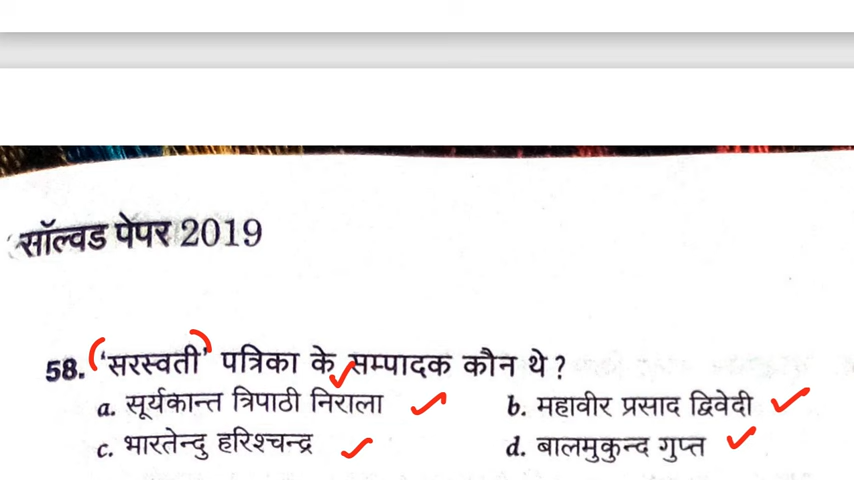 सॉल्वड पेपर 2019
58. 'सरस्वती' पत्रिका के सम्पादक कौन थे?
a. सूर्यकान्त त्रिपाठी निराला b. महावीर प्रसाद द्विवेदी
c. भारतेन्दु हरिश्चन्द्र d. बालमुकुन्द गुप्त